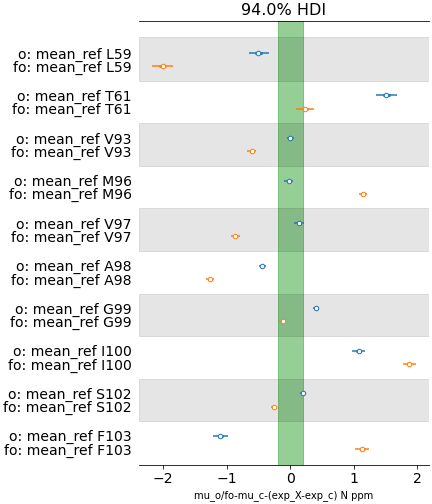 94.0% HDI
o: mean_ref L59
fo: mean_ref L59
o: mean_ref T61
fo: mean_ref T61
o: mean_ref V93
fo: mean_ref V93
o: mean_ref M96
fo: mean_ref M96
o: mean_ref V97
fo: mean_ref V97
o: mean_ref A98
fo: mean_ref A98
o: mean_ref G99
fo: mean_ref G99
o: mean_ref I100
fo: mean_ref I100
o: mean_ref S102
fo: mean_ref S102
o: mean_ref F103
fo: mean_ref F103
−2 −1 0 1 2
mu_o/fo-mu_c-(exp_X-exp_c) N ppm